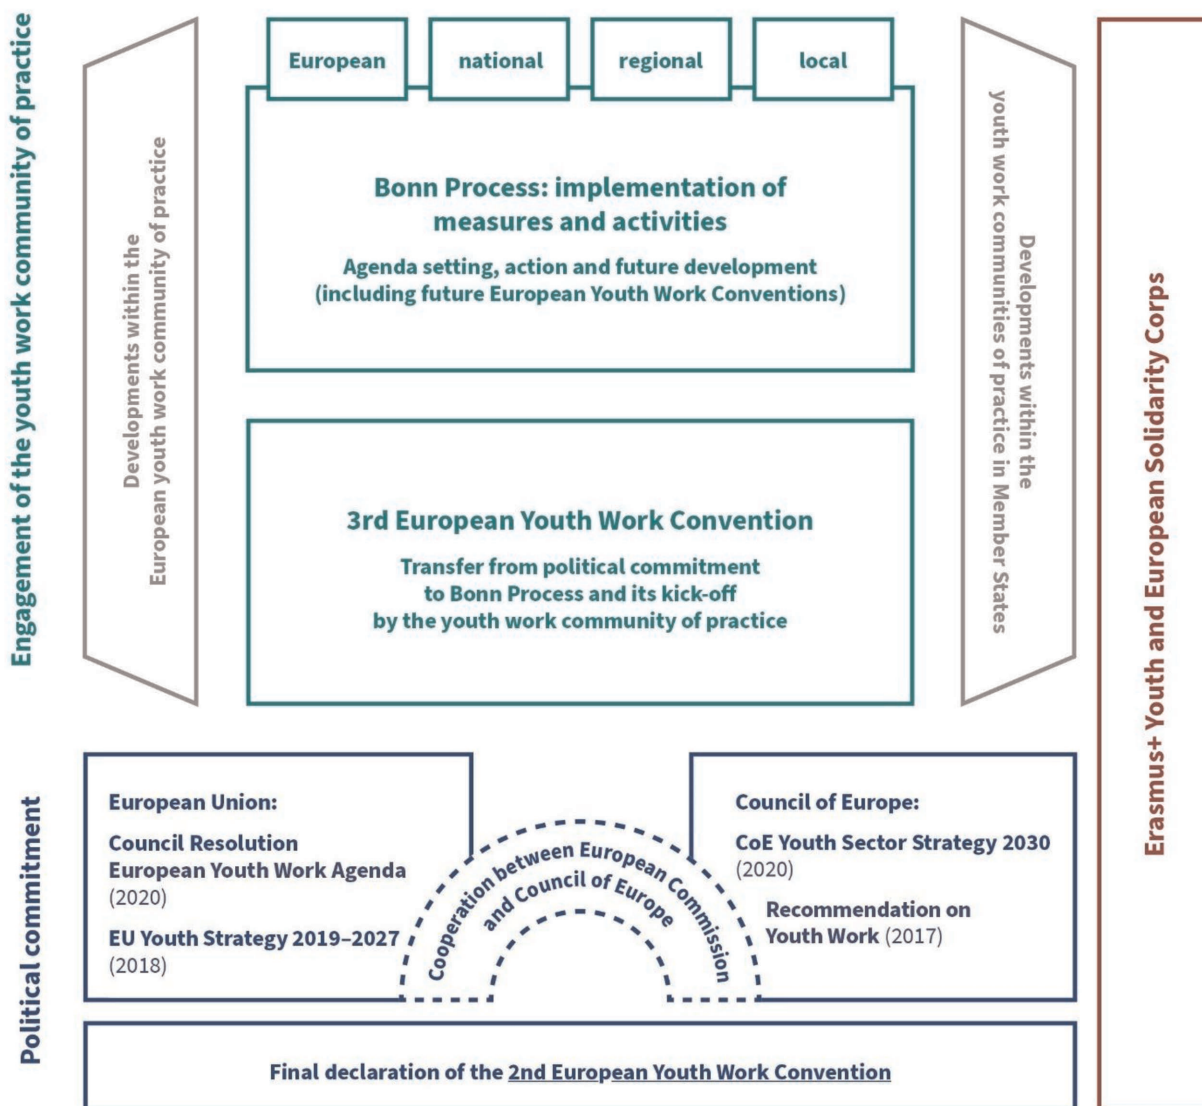 Engagement of the youth work community of practice
Developments within the
European youth work community of practice
European
national
regional
local
Bonn Process: implementation of
measures and activities
Agenda setting, action and future development
(including future European Youth Work Conventions)
3rd European Youth Work Convention
Transfer from political commitment
to Bonn Process and its kick-off
by the youth work community of practice
Developments within the
youth work communities of practice in Member States
Erasmus+ Youth and European Solidarity Corps
Political commitment
European Union:
Council Resolution
European Youth Work Agenda
(2020)
EU Youth Strategy 2019–2027
(2018)
Cooperation between European Commission
and Council of Europe
Council of Europe:
CoE Youth Sector Strategy 2030
(2020)
Recommendation on
Youth Work (2017)
Final declaration of the 2nd European Youth Work Convention